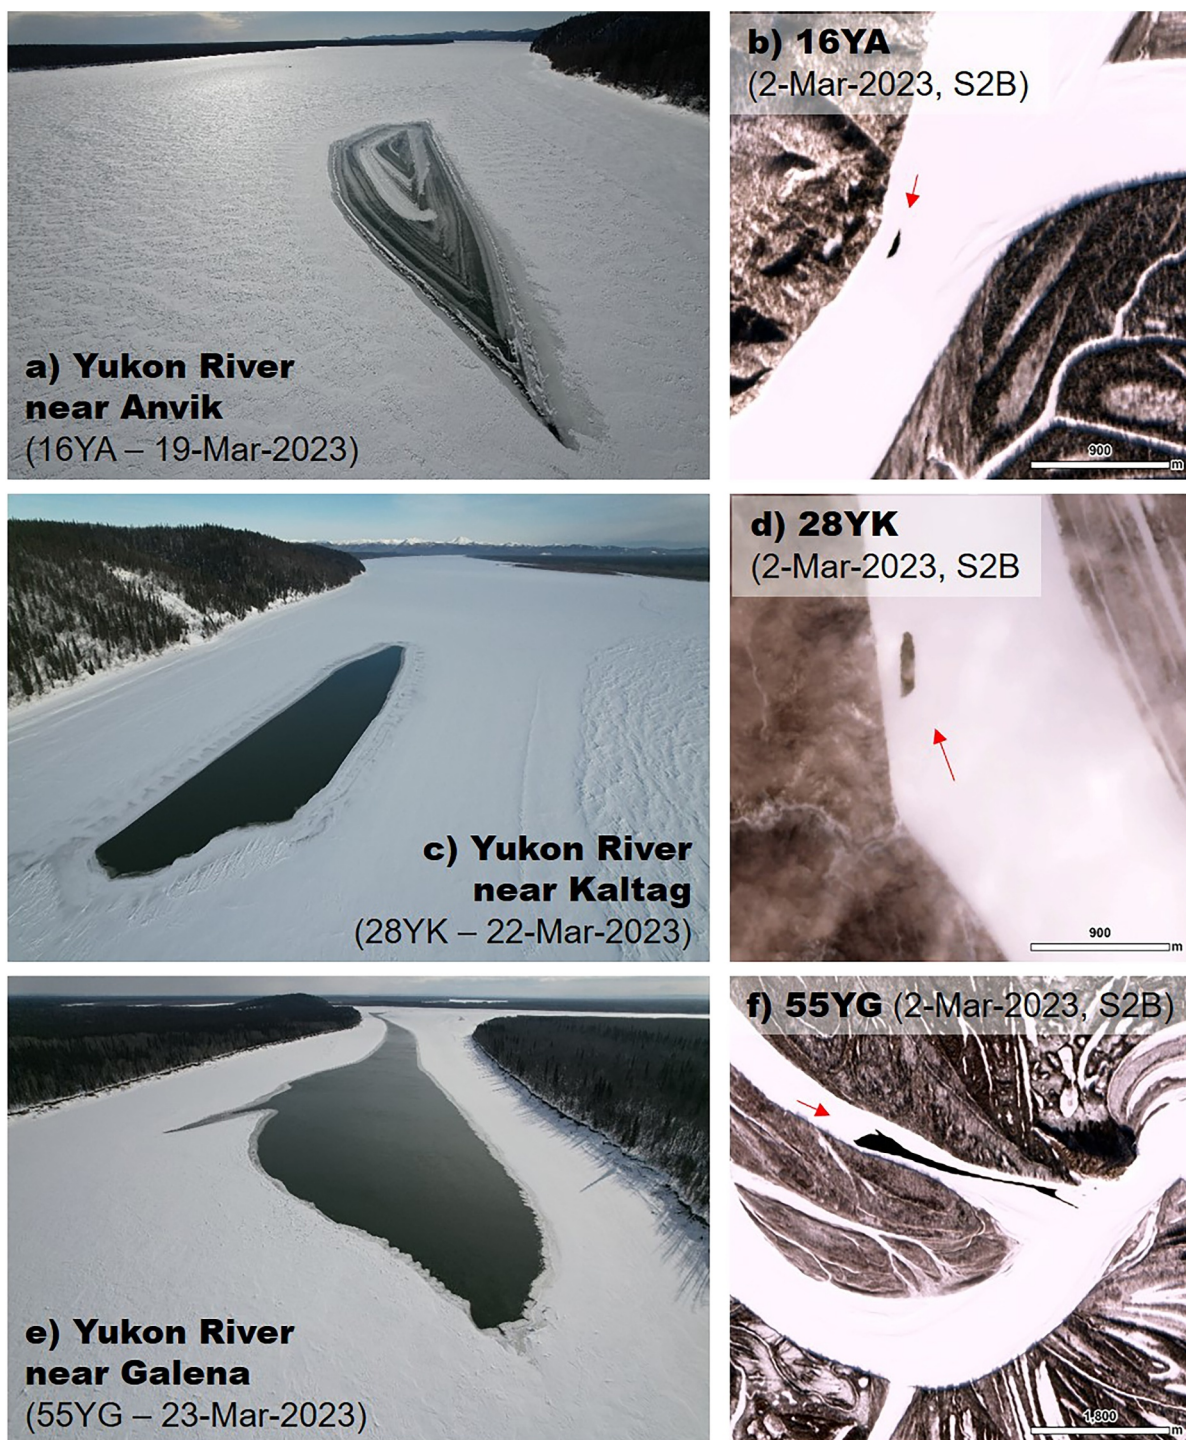 a) Yukon River
near Anvik
(16YA – 19-Mar-2023)
b) 16YA
(2-Mar-2023, S2B)
900
m
c) Yukon River
near Kaltag
(28YK – 22-Mar-2023)
d) 28YK
(2-Mar-2023, S2B
900
m
e) Yukon River
near Galena
(55YG – 23-Mar-2023)
f) 55YG (2-Mar-2023, S2B)
1,800
m